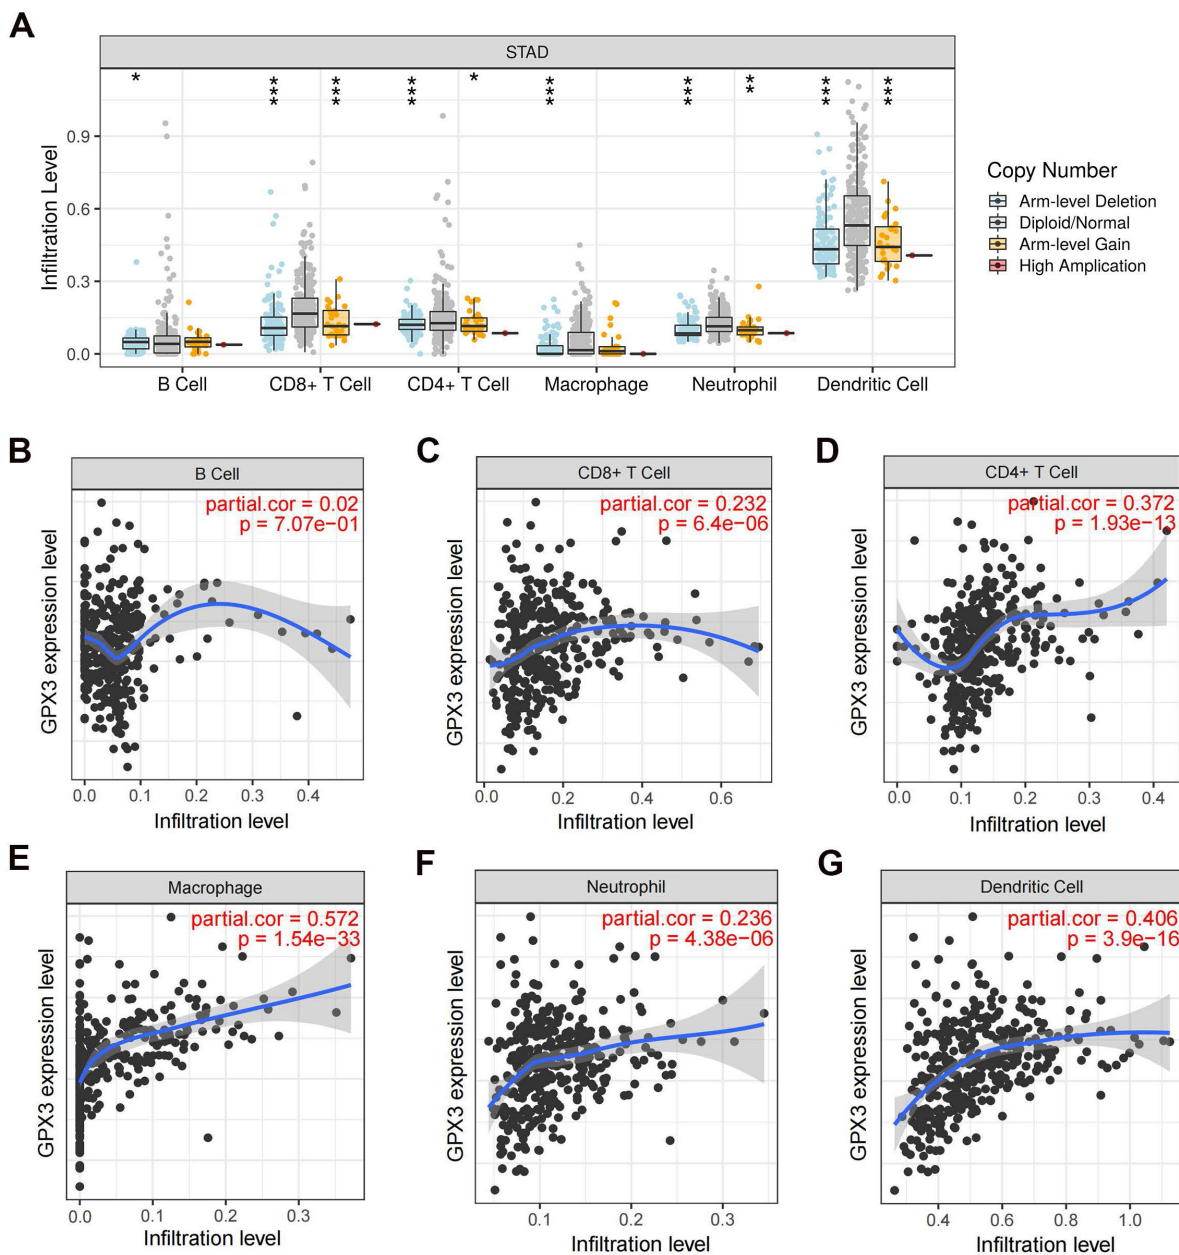 A
STAD
* *** *** *** * *** *** ** *** ***
Infiltration Level
0.9
0.6
0.3
0.0
B Cell CD8+ T Cell CD4+ T Cell Macrophage Neutrophil Dendritic Cell
Copy Number
Arm-level Deletion
Diploid/Normal
Arm-level Gain
High Amplication
B
B Cell
partial.cor = 0.02
p = 7.07e-01
GPX3 expression level
0.0 0.1 0.2 0.4
Infiltration level
C
CD8+ T Cell
partial.cor = 0.232
p = 6.4e-06
GPX3 expression level
0.0 0.2 0.4 0.6
Infiltration level
D
CD4+ T Cell
partial.cor = 0.372
p = 1.93e-13
GPX3 expression level
0.0 0.1 0.2 0.4
Infiltration level
E
Macrophage
partial.cor = 0.572
p = 1.54e-33
GPX3 expression level
0.0 0.1 0.2 0.3
Infiltration level
F
Neutrophil
partial.cor = 0.236
p = 4.38e-06
GPX3 expression level
0.1 0.2 0.3
Infiltration level
G
Dendritic Cell
partial.cor = 0.406
p = 3.9e-16
GPX3 expression level
0.4 0.6 0.8 1.0
Infiltration level